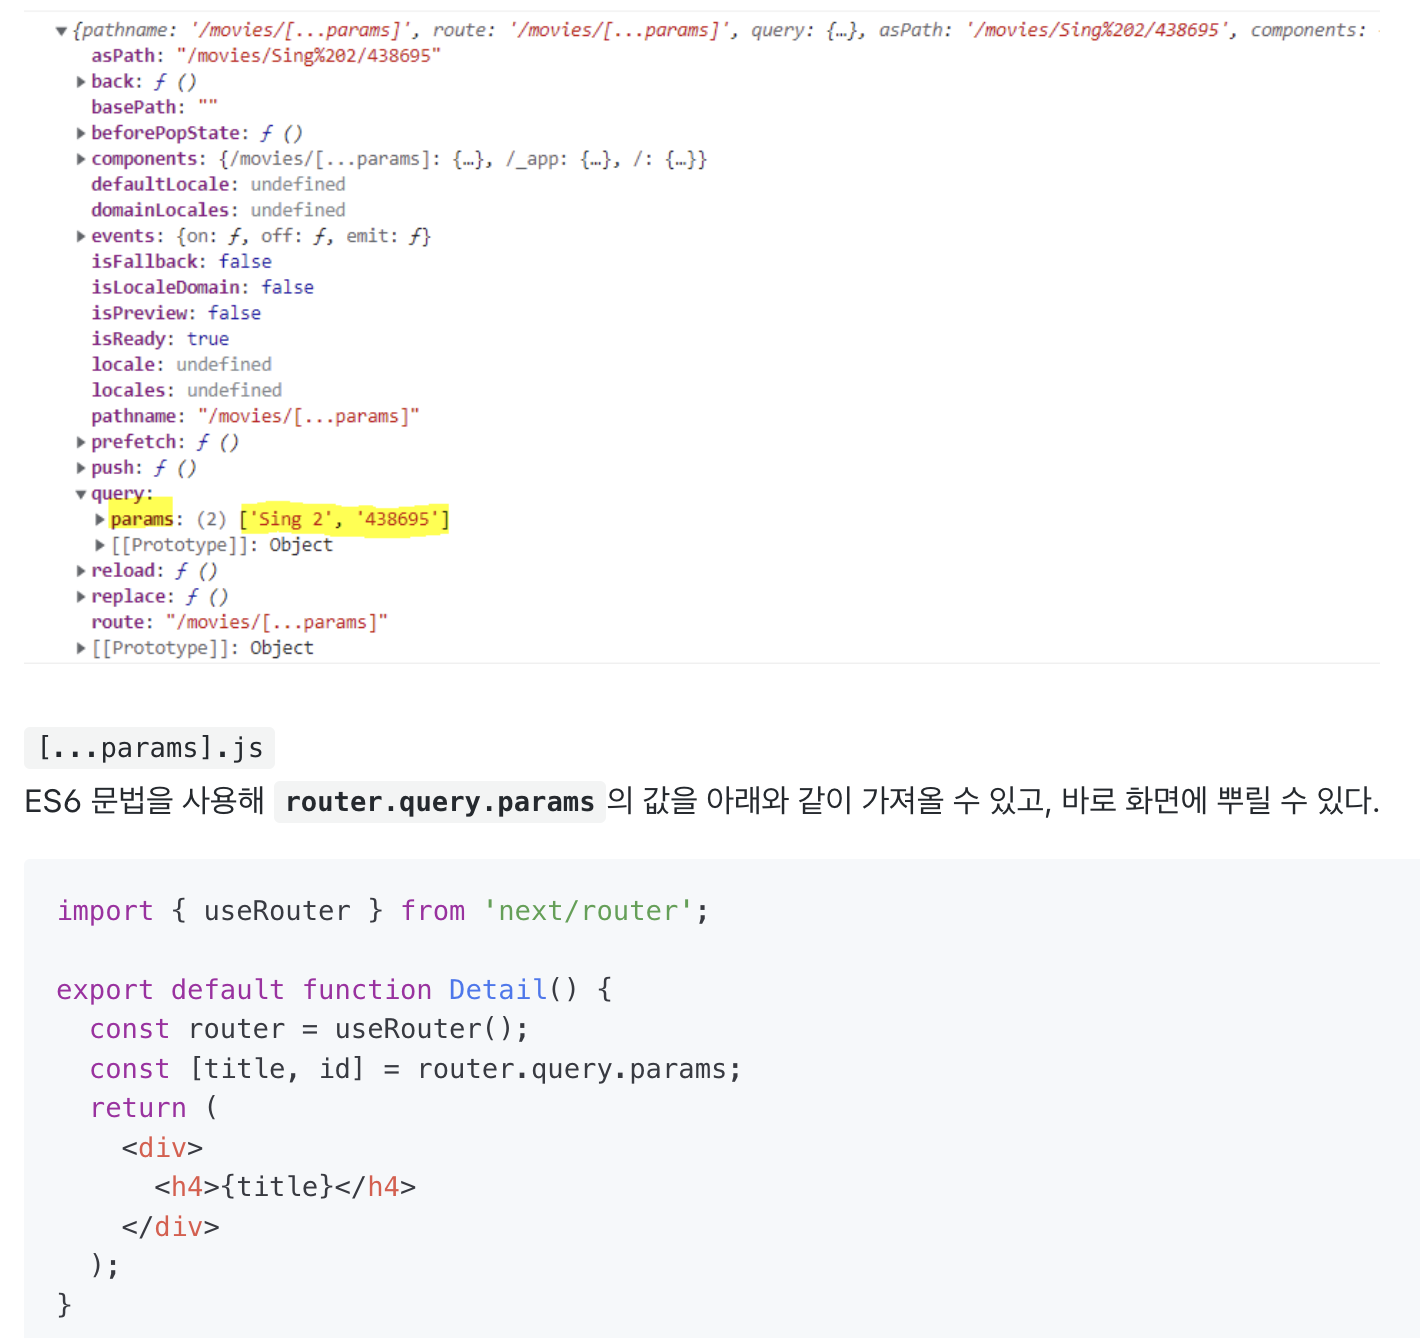 ▼{pathname: '/movies/[...params]', route: '/movies/[...params]', query: {…}, asPath: '/movies/Sing%202/438695', components:
asPath: "/movies/Sing%202/438695"
▶back: ƒ ()
basePath: ""
▶beforePopState: ƒ ()
▶components: {/movies/[...params]: {…}, /_app: {…}, /: {…}}
defaultLocale: undefined
domainLocales: undefined
▶events: {on: ƒ, off: ƒ, emit: ƒ}
isFallback: false
isLocaleDomain: false
isPreview: false
isReady: true
locale: undefined
locales: undefined
pathname: "/movies/[...params]"
▶prefetch: ƒ ()
▶push: ƒ ()
▼query:
▶params: (2) ['Sing 2', '438695']
▶[[Prototype]]: Object
▶reload: ƒ ()
▶replace: ƒ ()
route: "/movies/[...params]"
▶[[Prototype]]: Object
[...params].js
ES6 문법을 사용해 router.query.params의 값을 아래와 같이 가져올 수 있고, 바로 화면에 뿌릴 수 있다.
import { useRouter } from 'next/router';
export default function Detail() {
const router = useRouter();
const [title, id] = router.query.params;
return (
<div>
<h4>{title}</h4>
</div>
);
}